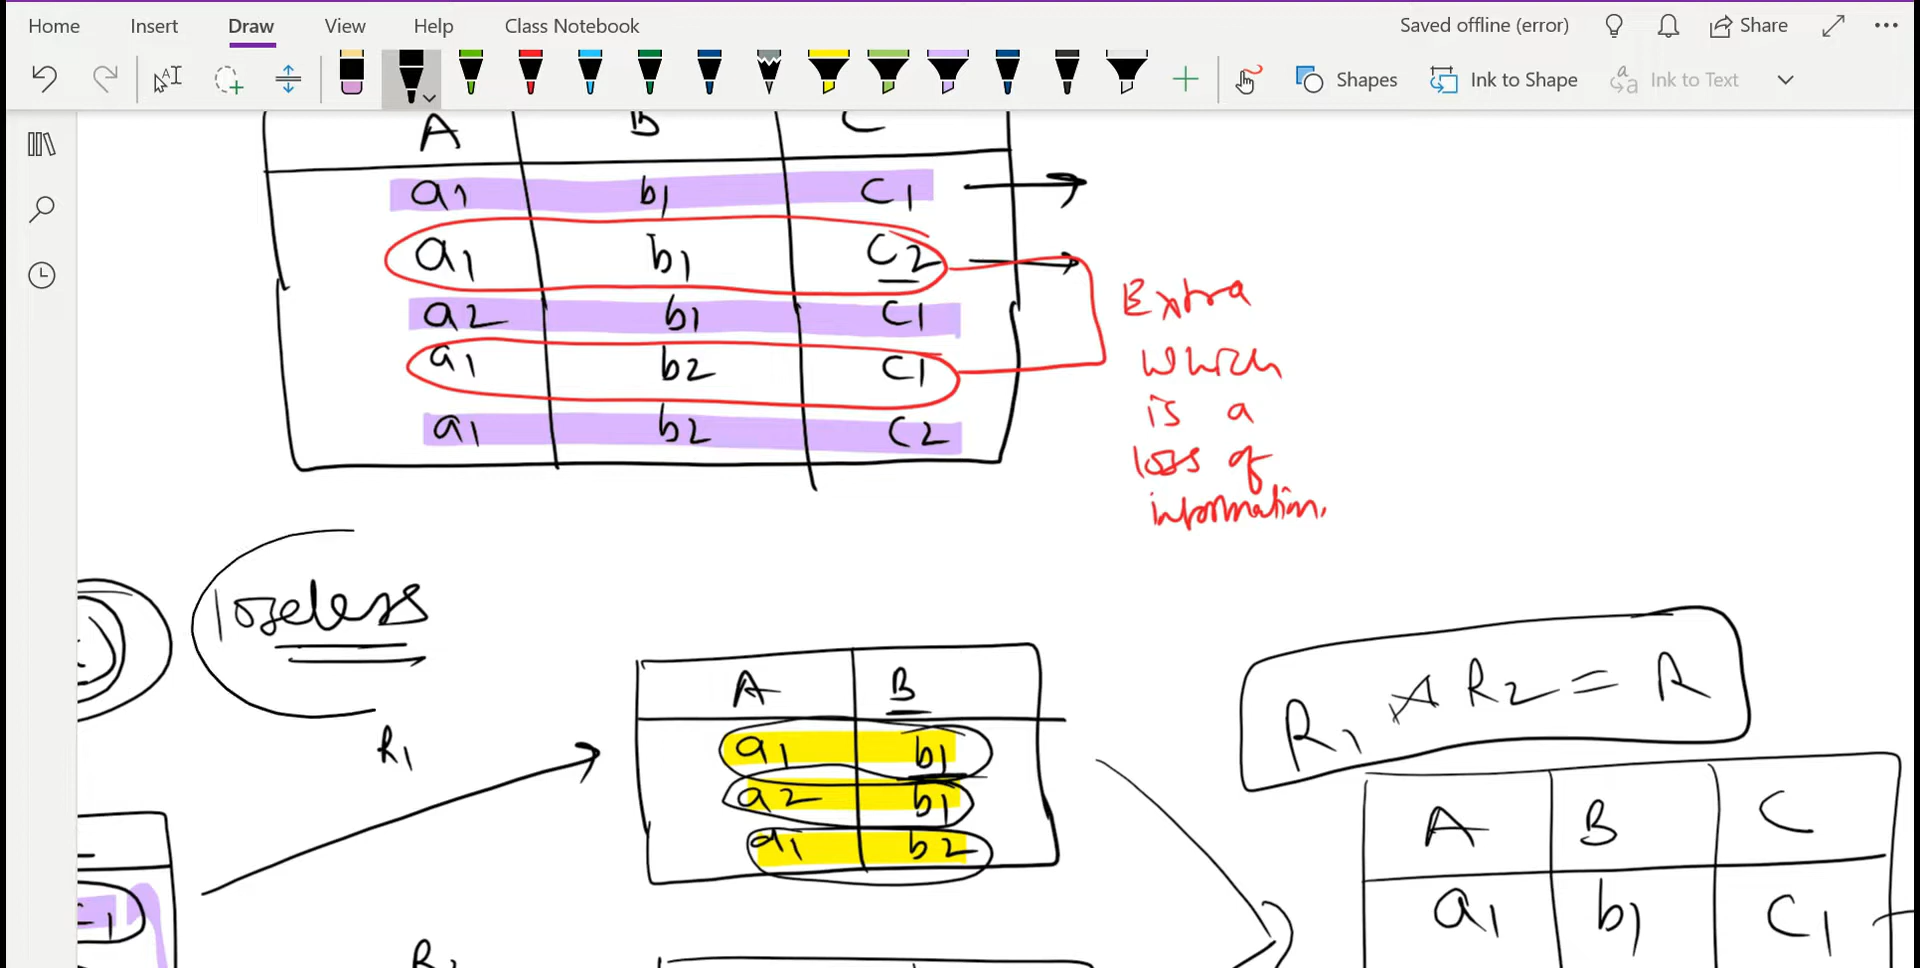 Home Insert Draw View Help Class Notebook Saved offline (error) Share
Shapes Ink to Shape Ink to Text
A B C
a1 b1 C1
a1 b1 C2
a2 b1 C1
a1 b2 C1
a1 b2 C2
Extra
which
is a
loss of
information.
loseless
R1
A B
a1 b1
a2 b1
a1 b2
R1 ⋈ R2 = R
A B C
a1 b1 C1
C1